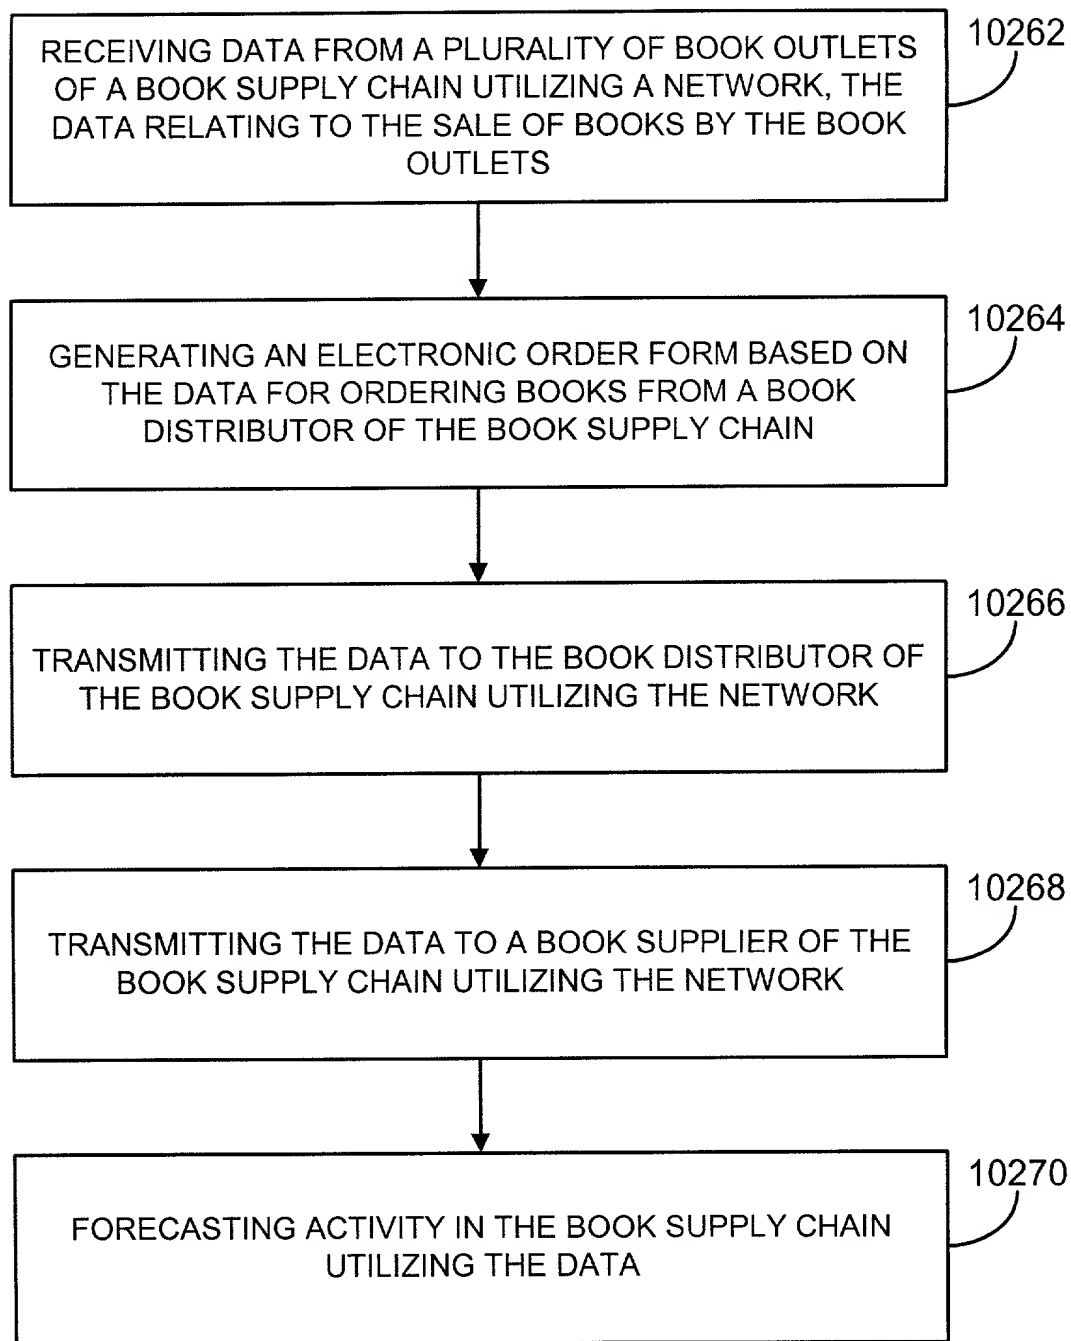 RECEIVING DATA FROM A PLURALITY OF BOOK OUTLETS
OF A BOOK SUPPLY CHAIN UTILIZING A NETWORK, THE
DATA RELATING TO THE SALE OF BOOKS BY THE BOOK
OUTLETS
10262
GENERATING AN ELECTRONIC ORDER FORM BASED ON
THE DATA FOR ORDERING BOOKS FROM A BOOK
DISTRIBUTOR OF THE BOOK SUPPLY CHAIN
10264
TRANSMITTING THE DATA TO THE BOOK DISTRIBUTOR OF
THE BOOK SUPPLY CHAIN UTILIZING THE NETWORK
10266
TRANSMITTING THE DATA TO A BOOK SUPPLIER OF THE
BOOK SUPPLY CHAIN UTILIZING THE NETWORK
10268
FORECASTING ACTIVITY IN THE BOOK SUPPLY CHAIN
UTILIZING THE DATA
10270